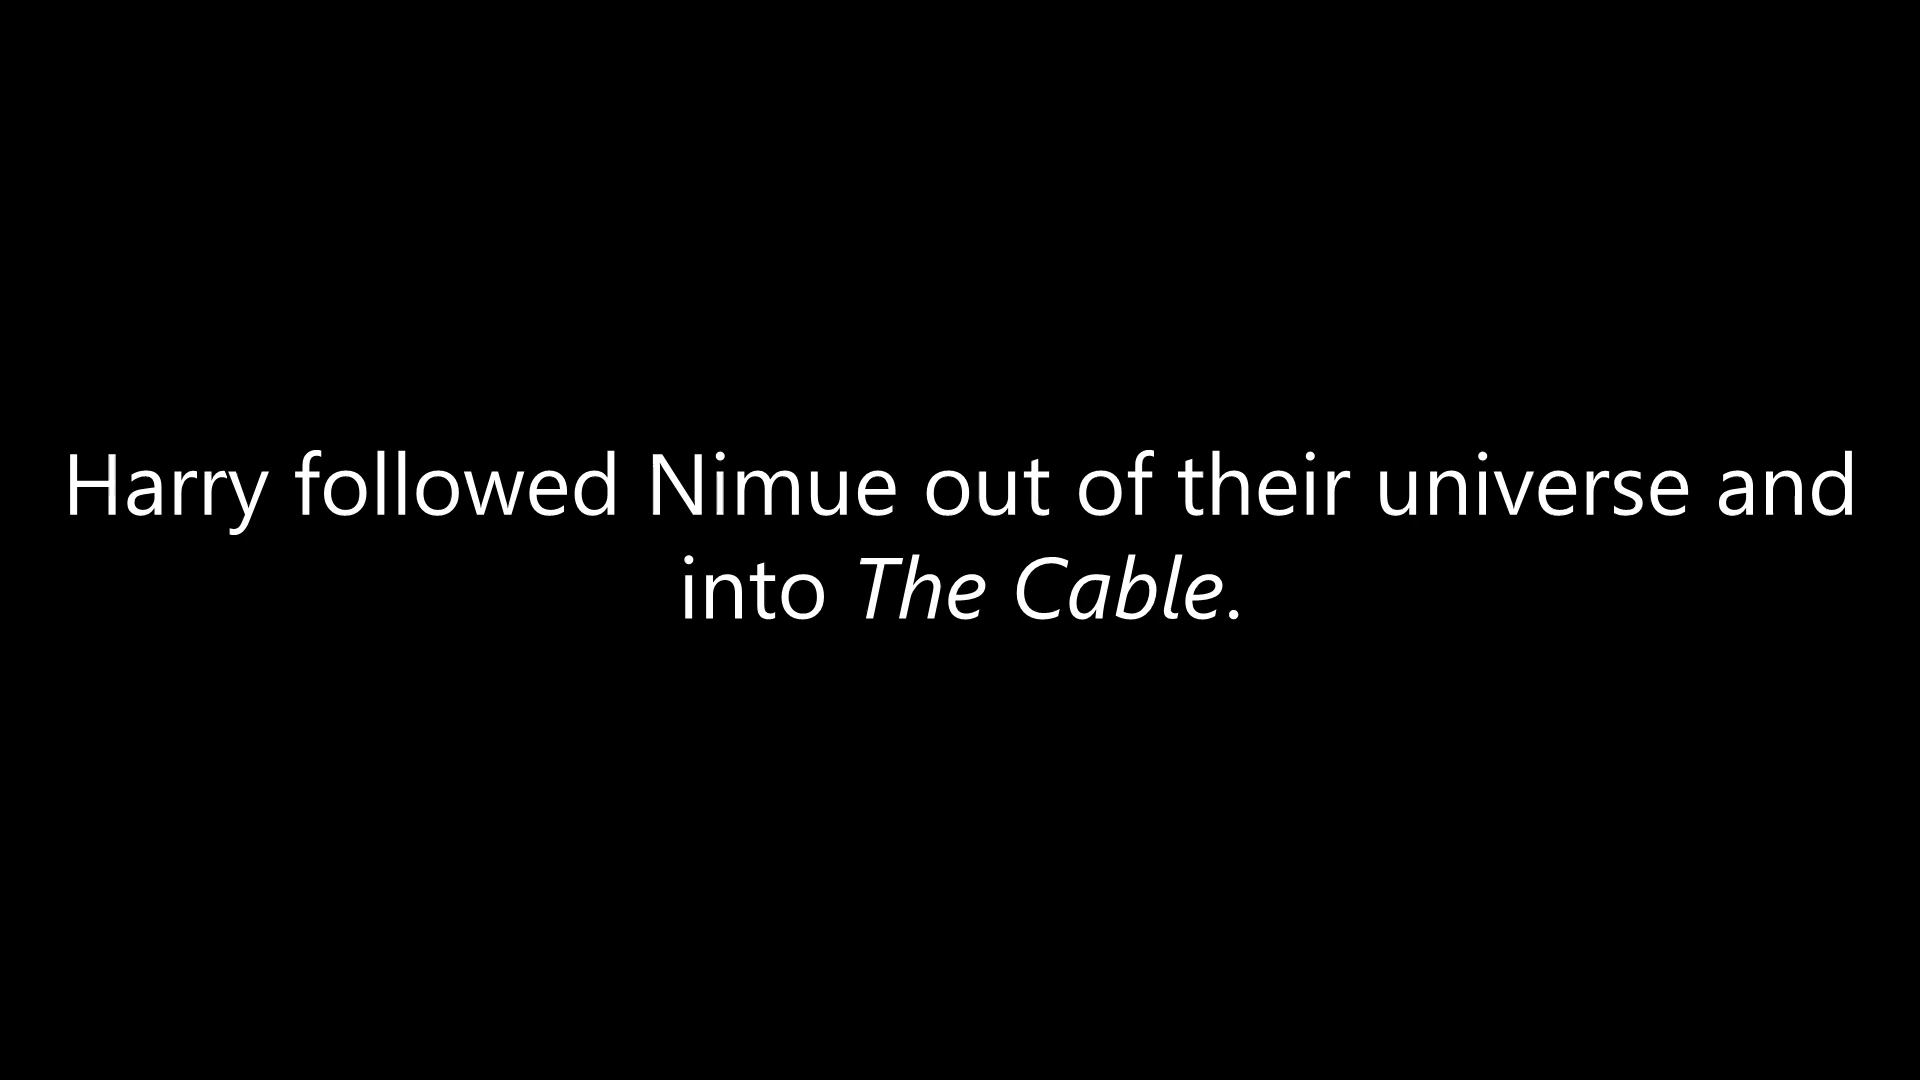 Harry followed Nimue out of their universe and
into The Cable.